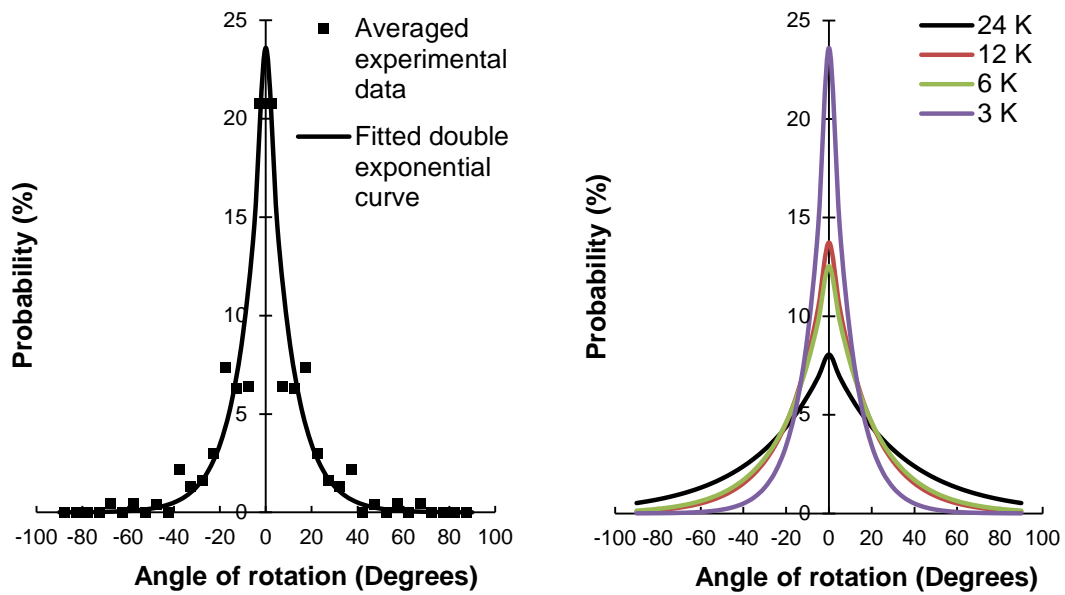 25
20
15
10
5
0
-100 -80 -60 -40 -20 0 20 40 60 80 100
Probability (%)
Angle of rotation (Degrees)
Averaged
experimental
data
Fitted double
exponential
curve
25
20
15
10
5
0
-100 -80 -60 -40 -20 0 20 40 60 80 100
Probability (%)
Angle of rotation (Degrees)
24 K
12 K
6 K
3 K